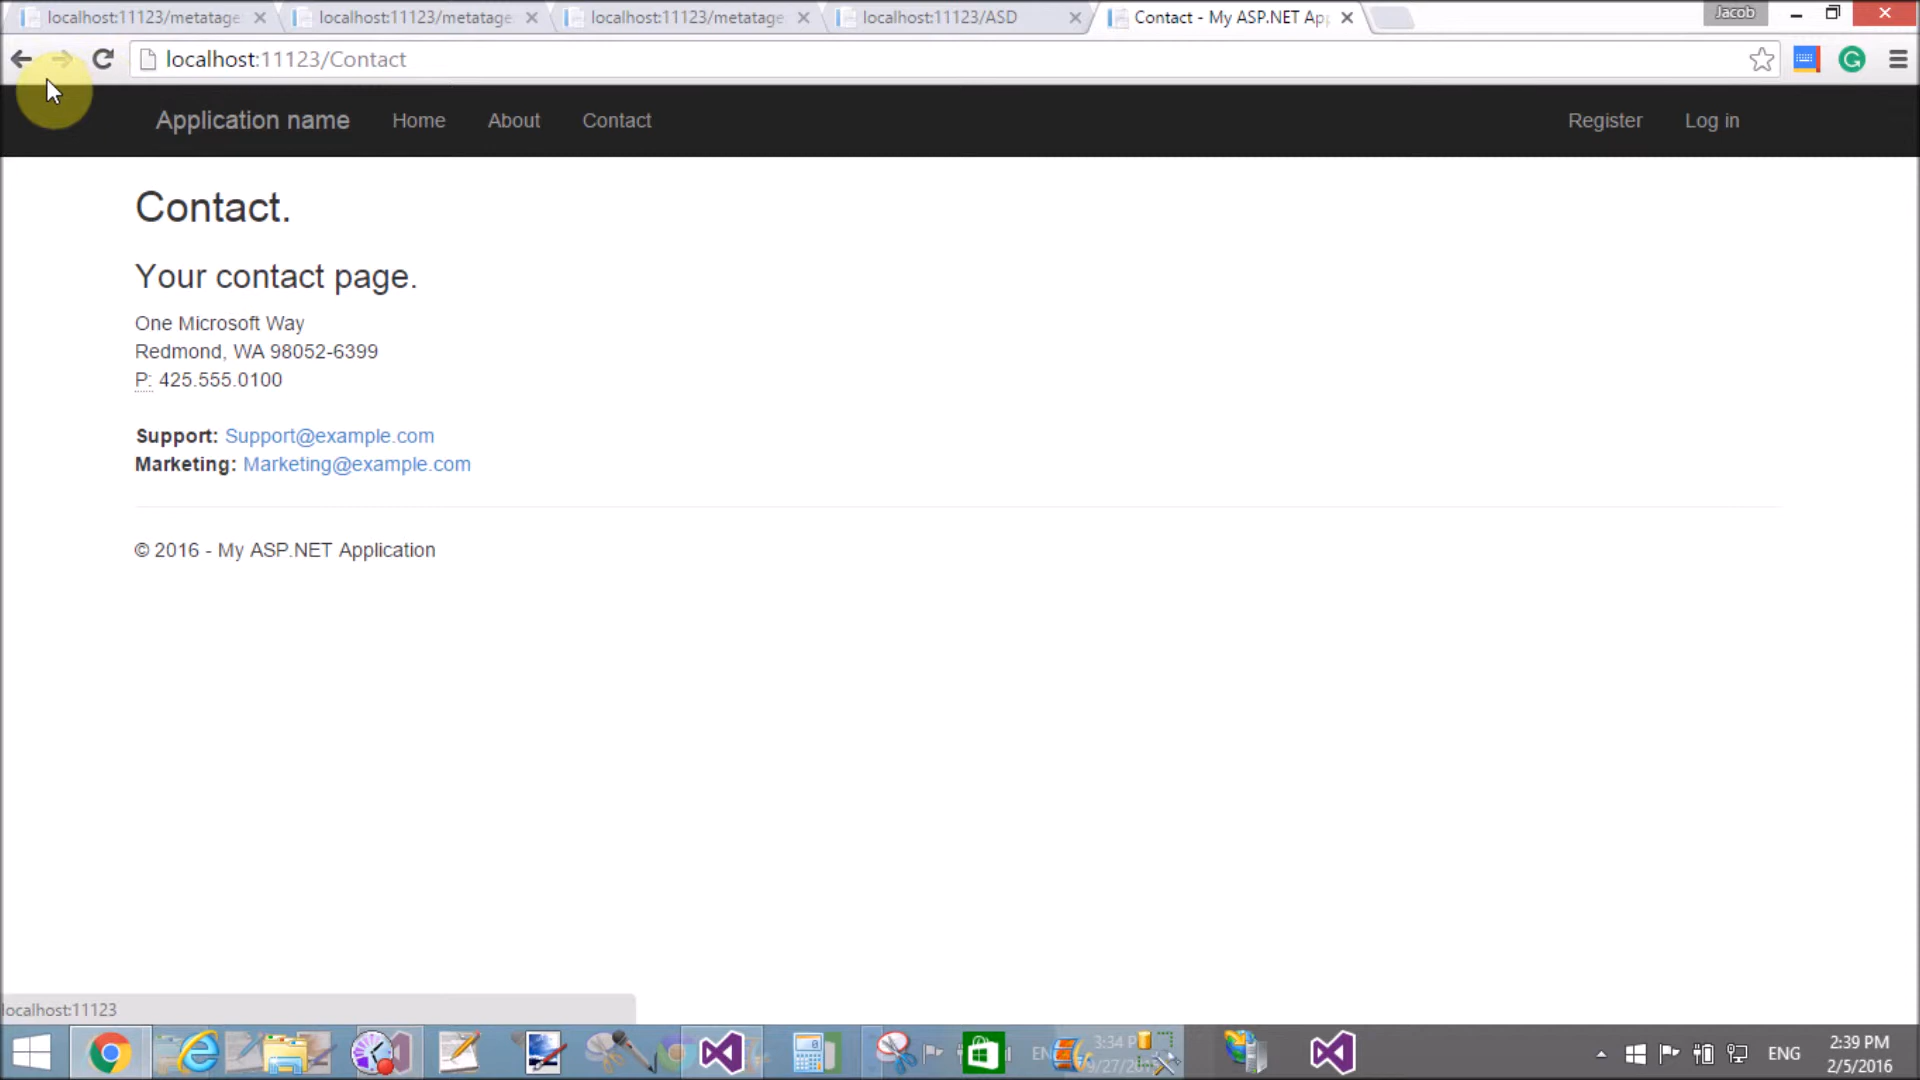 localhost:11123/metatage
localhost:11123/metatage
localhost:11123/metatage
localhost:11123/ASD
Contact - My ASP.NET Ap
Jacob
localhost:11123/Contact
Application name Home About Contact Register Log in
Contact.
Your contact page.
One Microsoft Way
Redmond, WA 98052-6399
P: 425.555.0100
Support: Support@example.com
Marketing: Marketing@example.com
© 2016 - My ASP.NET Application
localhost:11123
3:34 P
ENG
2:39 PM
2/5/2016